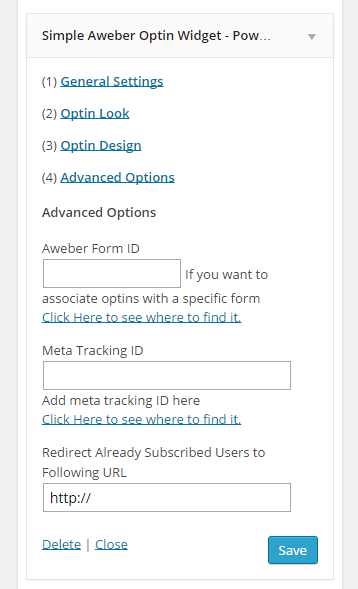 Simple Aweber Optin Widget - Pow...
(1) General Settings
(2) Optin Look
(3) Optin Design
(4) Advanced Options
Advanced Options
Aweber Form ID
If you want to
associate optins with a specific form
Click Here to see where to find it.
Meta Tracking ID
Add meta tracking ID here
Click Here to see where to find it.
Redirect Already Subscribed Users to
Following URL
http://
Delete | Close
Save